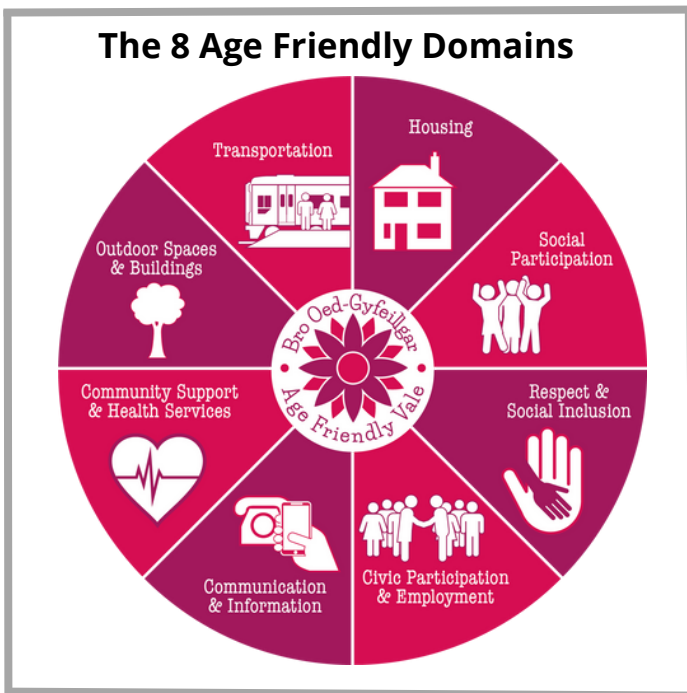 The 8 Age Friendly Domains
Transportation
Housing
Social
Participation
Outdoor Spaces
& Buildings
Bro Oed-Gyfeillgar
Age Friendly Vale
Community Support
& Health Services
Respect &
Social Inclusion
Communication
& Information
Civic Participation
& Employment